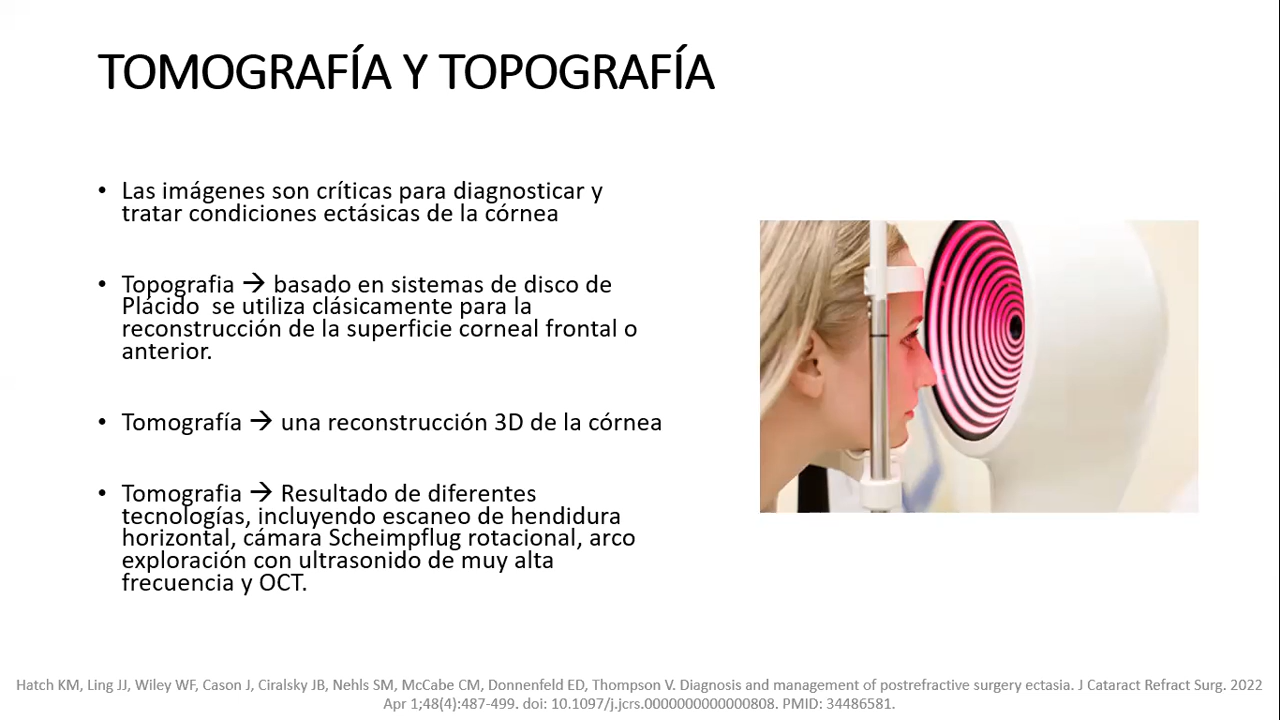 TOMOGRAFÍA Y TOPOGRAFÍA
• Las imágenes son críticas para diagnosticar y
tratar condiciones ectásicas de la córnea
• Topografia → basado en sistemas de disco de
Plácido  se utiliza clásicamente para la
reconstrucción de la superficie corneal frontal o
anterior.
• Tomografía → una reconstrucción 3D de la córnea
• Tomografia → Resultado de diferentes
tecnologías, incluyendo escaneo de hendidura
horizontal, cámara Scheimpflug rotacional, arco
exploración con ultrasonido de muy alta
frecuencia y OCT.
Hatch KM, Ling JJ, Wiley WF, Cason J, Ciralsky JB, Nehls SM, McCabe CM, Donnenfeld ED, Thompson V. Diagnosis and management of postrefractive surgery ectasia. J Cataract Refract Surg. 2022
Apr 1;48(4):487-499. doi: 10.1097/j.jcrs.0000000000000808. PMID: 34486581.